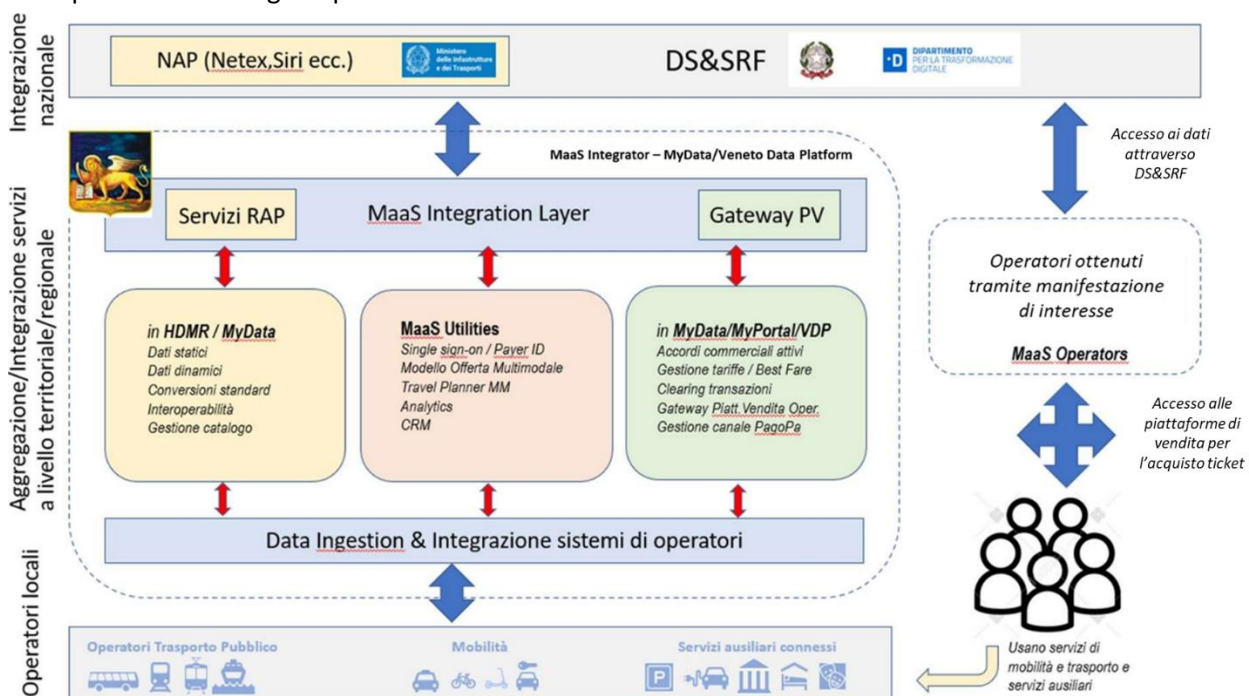 Integrazione
nazionale
NAP (Netex,Siri ecc.)
Ministero
delle Infrastrutture
e dei Trasporti
DS&SRF
DIPARTIMENTO
PER LA TRASFORMAZIONE
DIGITALE
Accesso ai dati
attraverso
DS&SRF
Aggregazione/Integrazione servizi
a livello territoriale/regionale
MaaS Integrator – MyData/Veneto Data Platform
Servizi RAP
MaaS Integration Layer
Gateway PV
in HDMR / MyData
Dati statici
Dati dinamici
Conversioni standard
Interoperabilità
Gestione catalogo
MaaS Utilities
Single sign-on / Payer ID
Modello Offerta Multimodale
Travel Planner MM
Analytics
CRM
in MyData/MyPortal/VDP
Accordi commerciali attivi
Gestione tariffe / Best Fare
Clearing transazioni
Gateway Piatt.Vendita Oper.
Gestione canale PagoPa
Operatori ottenuti
tramite manifestazione
di interesse
MaaS Operators
Accesso alle
piattaforme di
vendita per
l'acquisto ticket
Data Ingestion & Integrazione sistemi di operatori
Operatori locali
Operatori Trasporto Pubblico
Mobilità
Servizi ausiliari connessi
P
Usano servizi di
mobilità e trasporto e
servizi ausiliari